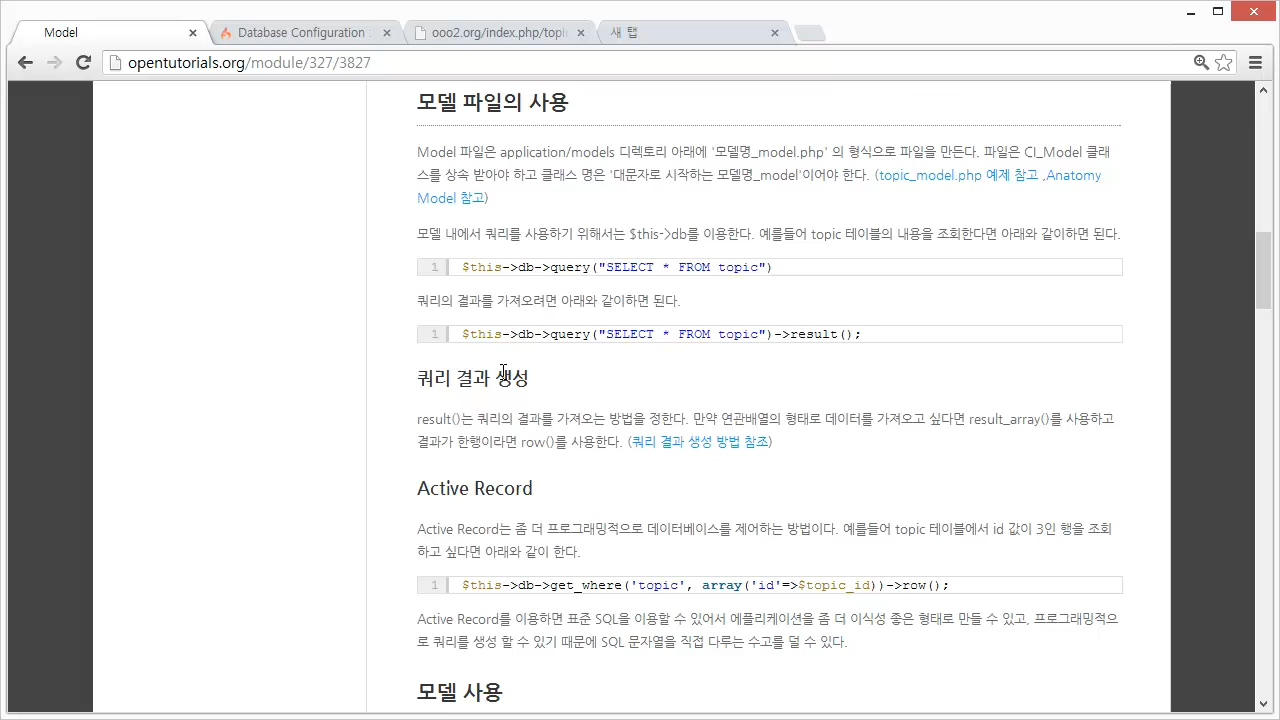 Model
Database Configuration :
ooo2.org/index.php/topi
새 탭
opentutorials.org/module/327/3827
모델 파일의 사용
Model 파일은 application/models 디렉토리 아래에 '모델명_model.php' 의 형식으로 파일을 만든다. 파일은 CI_Model 클래
스를 상속 받아야 하고 클래스 명은 '대문자로 시작하는 모델명_model'이어야 한다. (topic_model.php 예제 참고 ,Anatomy
Model 참고)
모델 내에서 쿼리를 사용하기 위해서는 $this->db를 이용한다. 예를들어 topic 테이블의 내용을 조회한다면 아래와 같이하면 된다.
1 $this->db->query("SELECT * FROM topic")
쿼리의 결과를 가져오려면 아래와 같이하면 된다.
1 $this->db->query("SELECT * FROM topic")->result();
쿼리 결과 생성
result()는 쿼리의 결과를 가져오는 방법을 정한다. 만약 연관배열의 형태로 데이터를 가져오고 싶다면 result_array()를 사용하고
결과가 한행이라면 row()를 사용한다. (쿼리 결과 생성 방법 참조)
Active Record
Active Record는 좀 더 프로그래밍적으로 데이터베이스를 제어하는 방법이다. 예를들어 topic 테이블에서 id 값이 3인 행을 조회
하고 싶다면 아래와 같이 한다.
1 $this->db->get_where('topic', array('id'=>$topic_id))->row();
Active Record를 이용하면 표준 SQL을 이용할 수 있어서 에플리케이션을 좀 더 이식성 좋은 형태로 만들 수 있고, 프로그래밍적으
로 쿼리를 생성 할 수 있기 때문에 SQL 문자열을 직접 다루는 수고를 덜 수 있다.
모델 사용